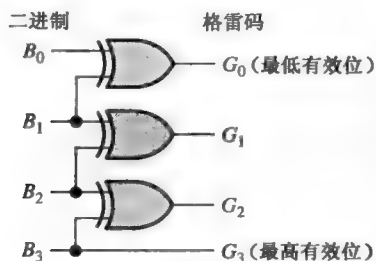 二进制 格雷码
B₀ G₀(最低有效位)
B₁ G₁
B₂ G₂
B₃ G₃(最高有效位)